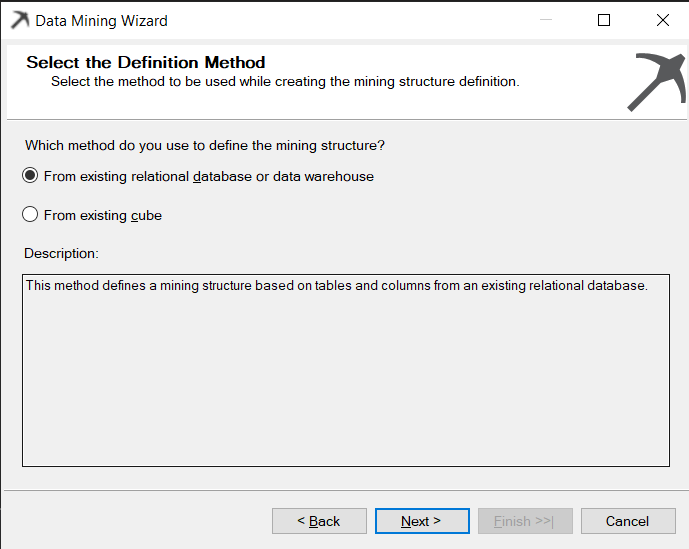 Data Mining Wizard
Select the Definition Method
Select the method to be used while creating the mining structure definition.
Which method do you use to define the mining structure?
From existing relational database or data warehouse
From existing cube
Description:
This method defines a mining structure based on tables and columns from an existing relational database.
< Back Next > Finish >>| Cancel